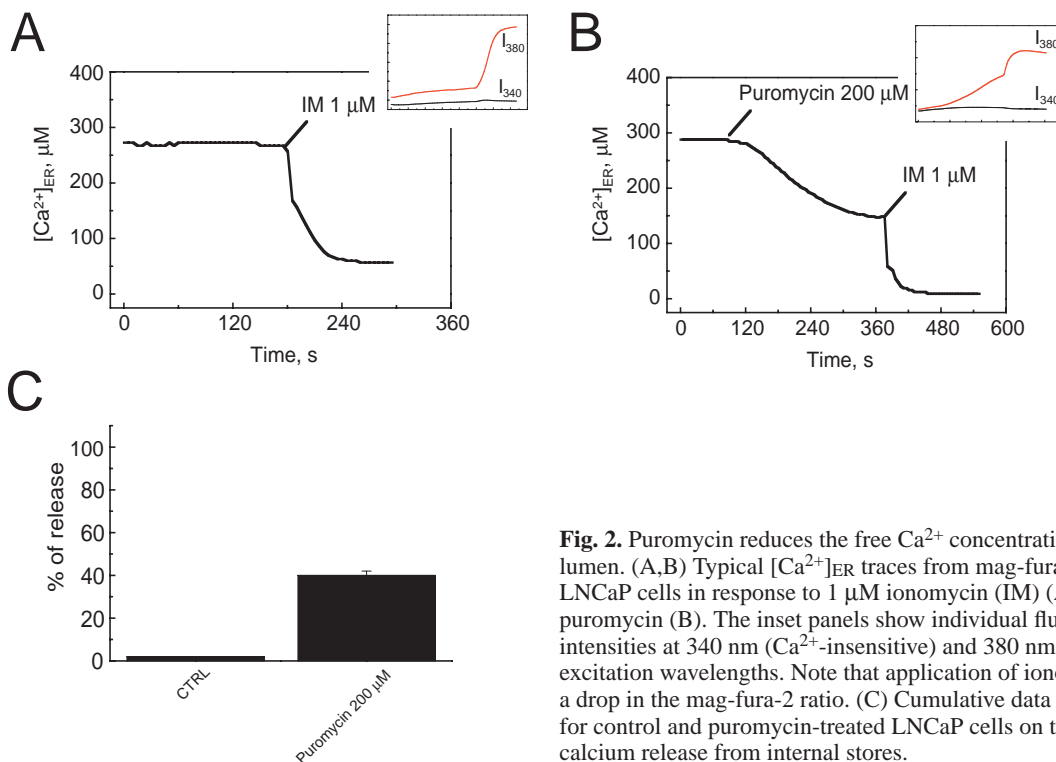 A
I380
I340
400
IM 1 µM
300
200
100
0
[Ca2+]ER, µM
0 120 240 360
Time, s
B
I380
I340
400
Puromycin 200 µM
300
IM 1 µM
200
100
0
[Ca2+]ER, µM
0 120 240 360 480 600
Time, s
C
100
80
60
40
20
0
% of release
CTRL
Puromycin 200 µM
Fig. 2. Puromycin reduces the free Ca2+
lumen. (A,B) Typical [Ca2+]ER traces from
LNCaP cells in response to 1 µM ionomycin (IM)
puromycin (B). The inset panels show individual
intensities at 340 nm (Ca2+-insensitive) and 380 nm
excitation wavelengths. Note that application of
a drop in the mag-fura-2 ratio. (C) Cumulative data
for control and puromycin-treated LNCaP cells on
calcium release from internal stores.